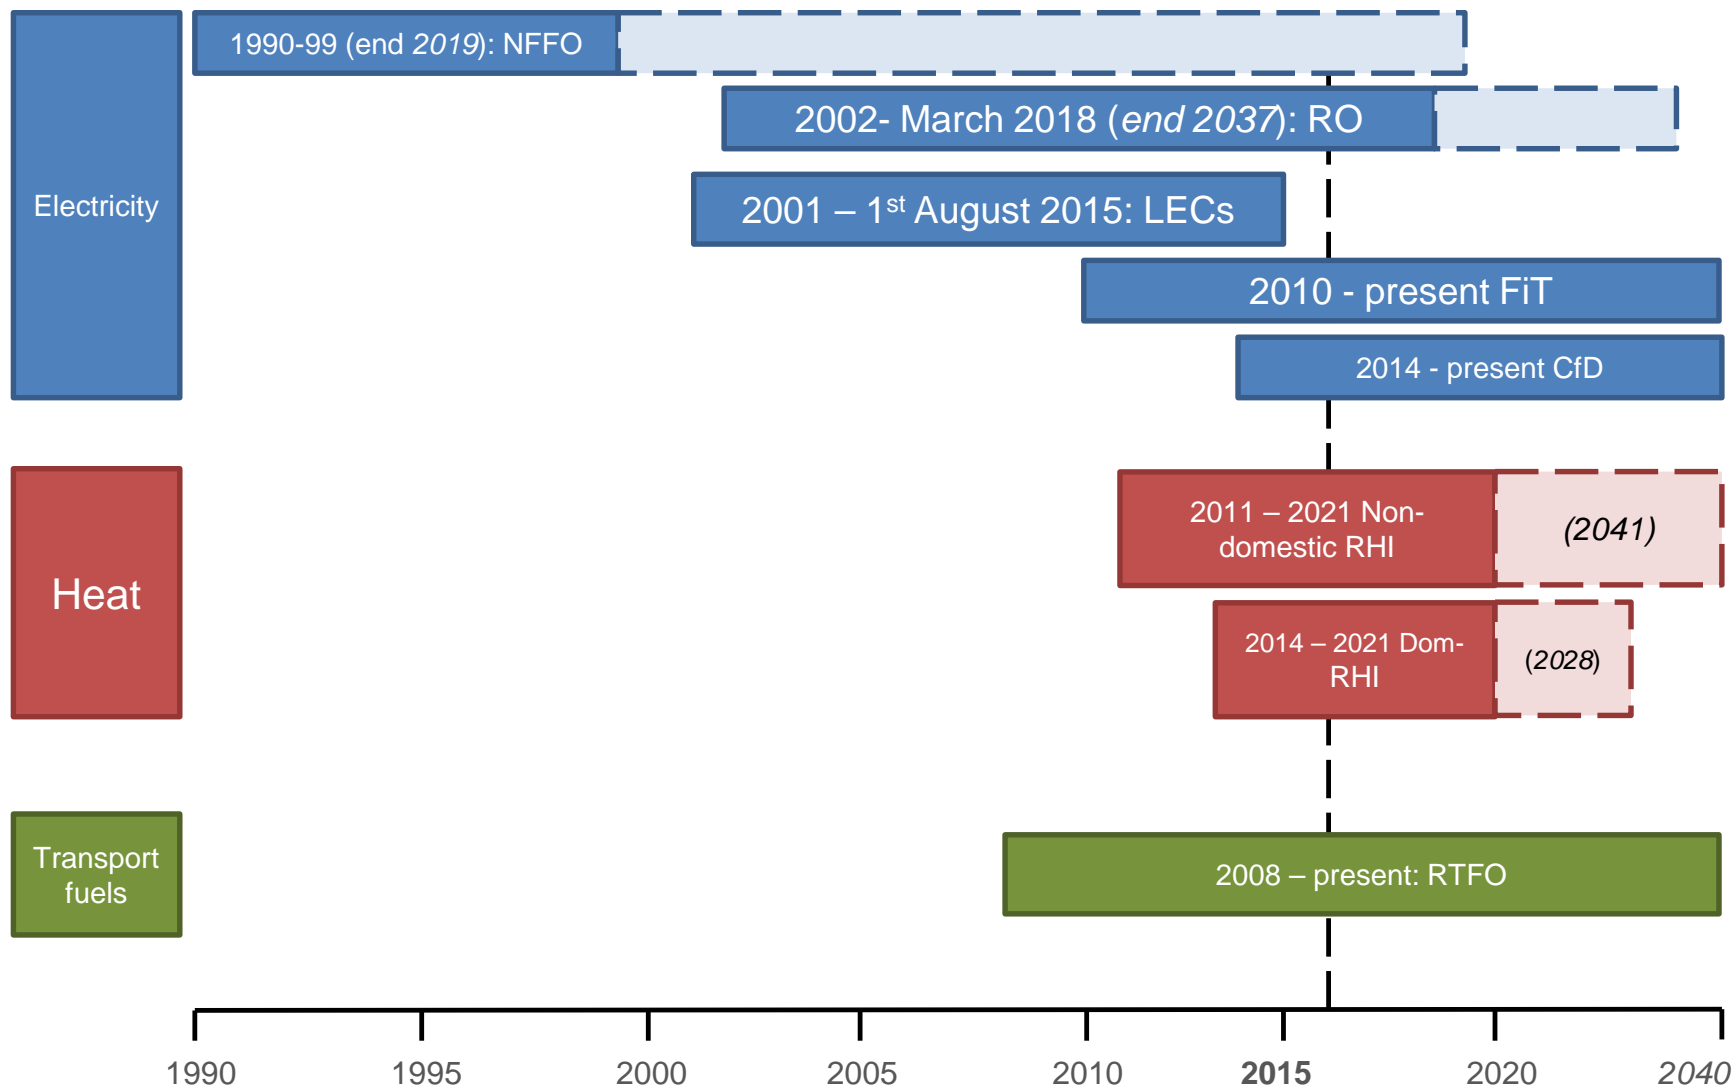 Electricity
1990-99 (end 2019): NFFO
2002- March 2018 (end 2037): RO
2001 – 1st August 2015: LECs
2010 - present FiT
2014 - present CfD
Heat
2011 – 2021 Non-
domestic RHI
(2041)
2014 – 2021 Dom-
RHI
(2028)
Transport
fuels
2008 – present: RTFO
1990 1995 2000 2005 2010 2015 2020 2040